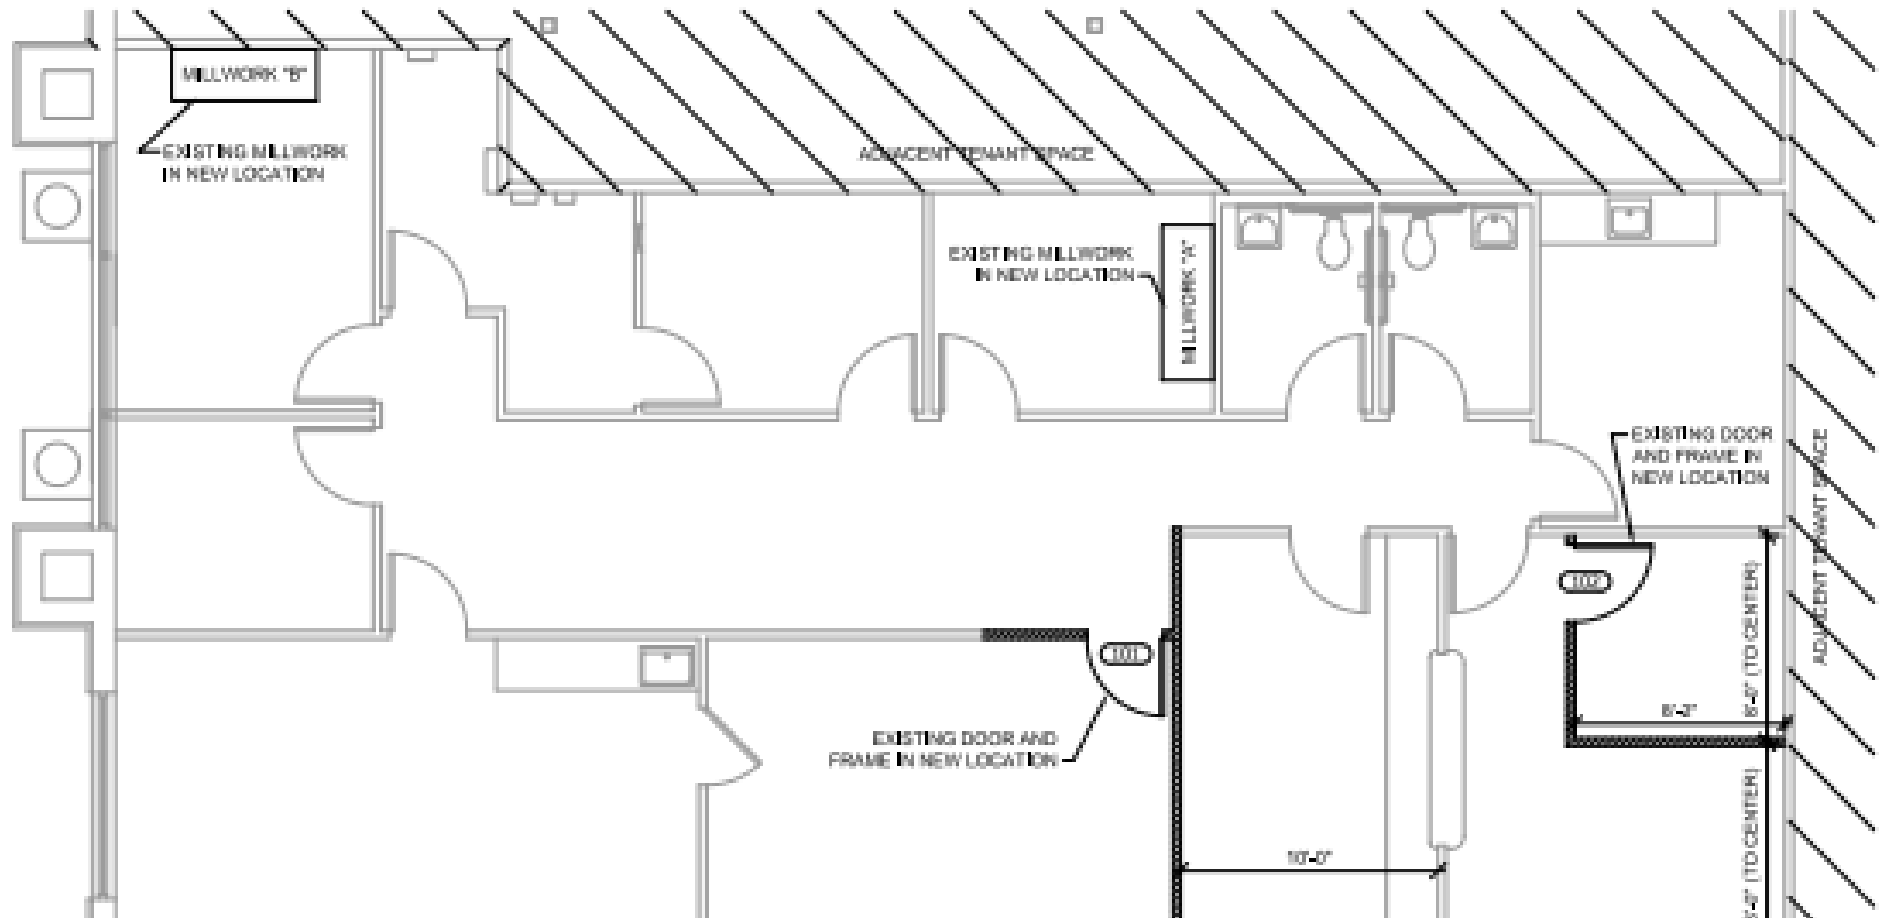 MILLWORK "B"
EXISTING MILLWORK
IN NEW LOCATION
ADJACENT TENANT SPACE
EXISTING MILLWORK
IN NEW LOCATION
MILLWORK "A"
EXISTING DOOR
AND FRAME IN
NEW LOCATION
ADJACENT TENANT SPACE
102
101
(TO CENTER)
EXISTING DOOR AND
FRAME IN NEW LOCATION
10'-0"
(TO CENTER)